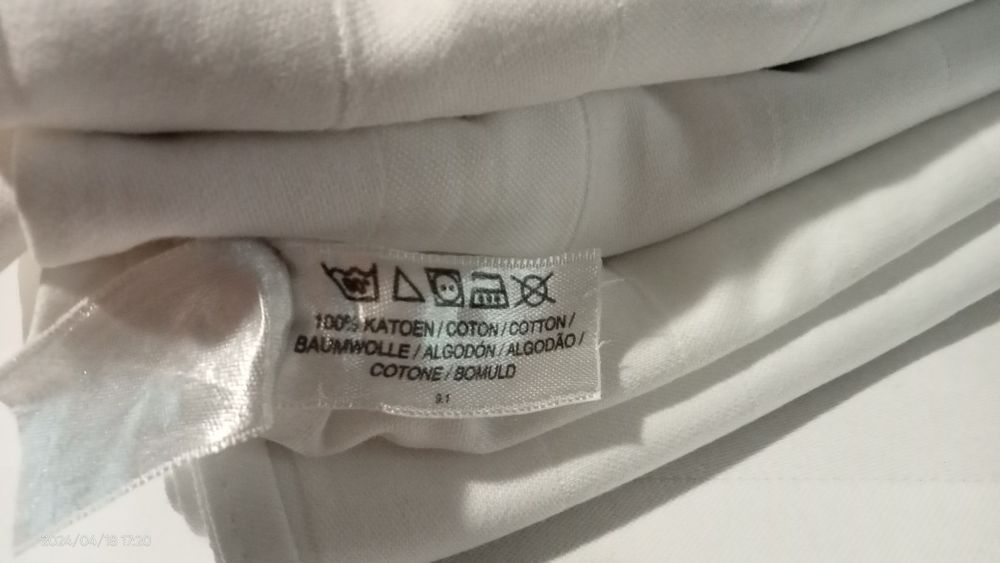 100% KATOEN / COTON / COTTON /
BAUMWOLLE / ALGODÓN / ALGODÃO /
COTONE / BOMULD
9.1
2024/04/18 17:20